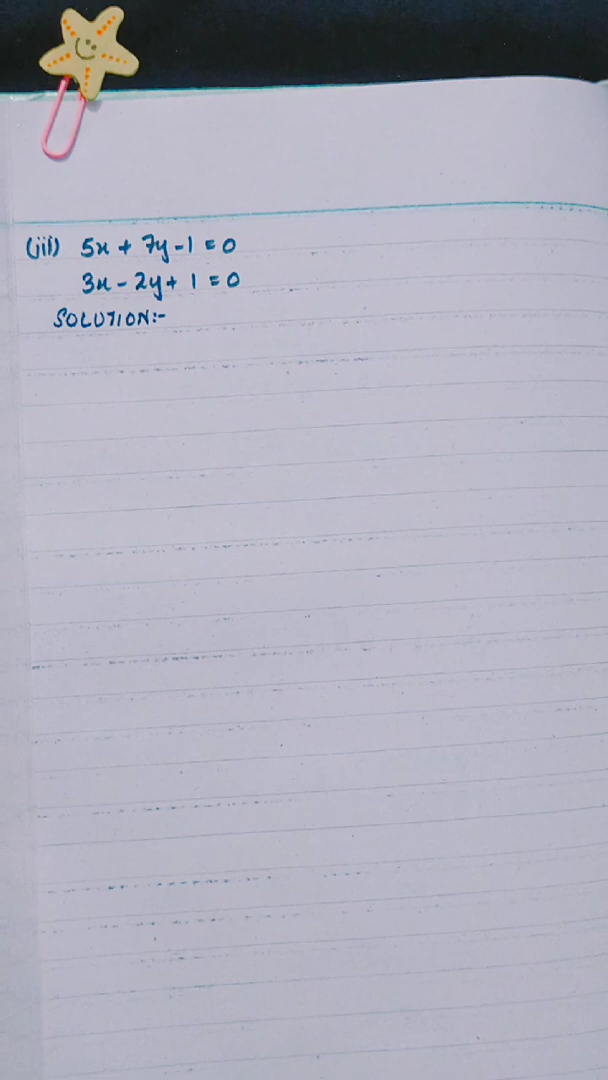 (iii) 5x + 7y - 1 = 0
3x - 2y + 1 = 0
SOLUTION:-